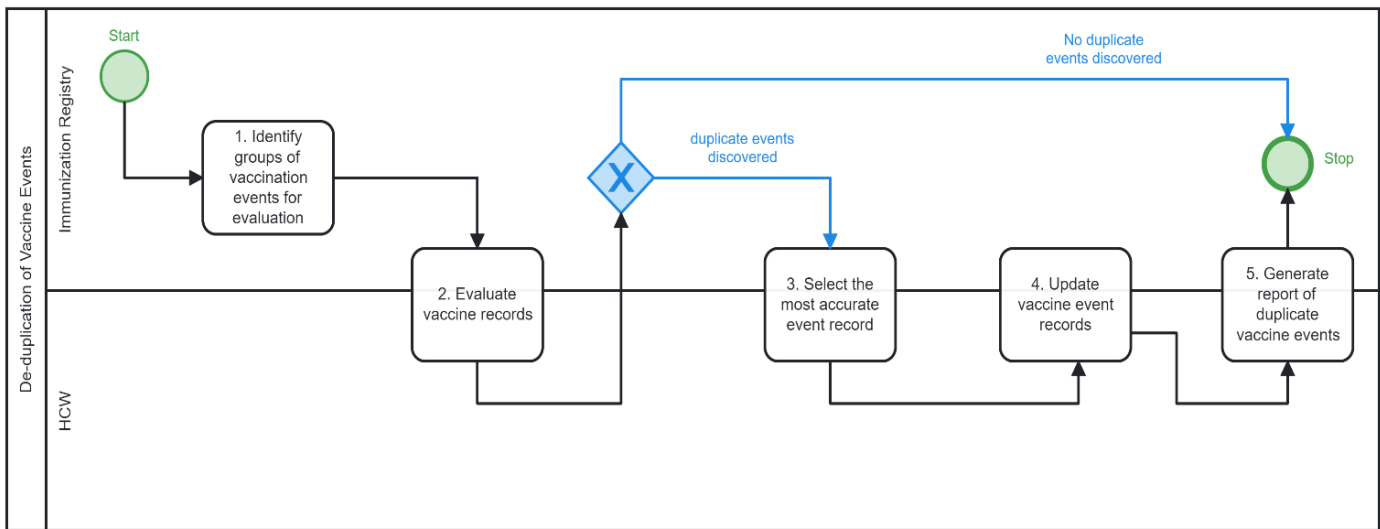 De-duplication of Vaccine Events
Immunization Registry
HCW
Start
1. Identify
groups of
vaccination
events for
evaluation
2. Evaluate
vaccine records
X
No duplicate
events discovered
duplicate events
discovered
3. Select the
most accurate
event record
4. Update
vaccine event
records
5. Generate
report of
duplicate
vaccine events
Stop